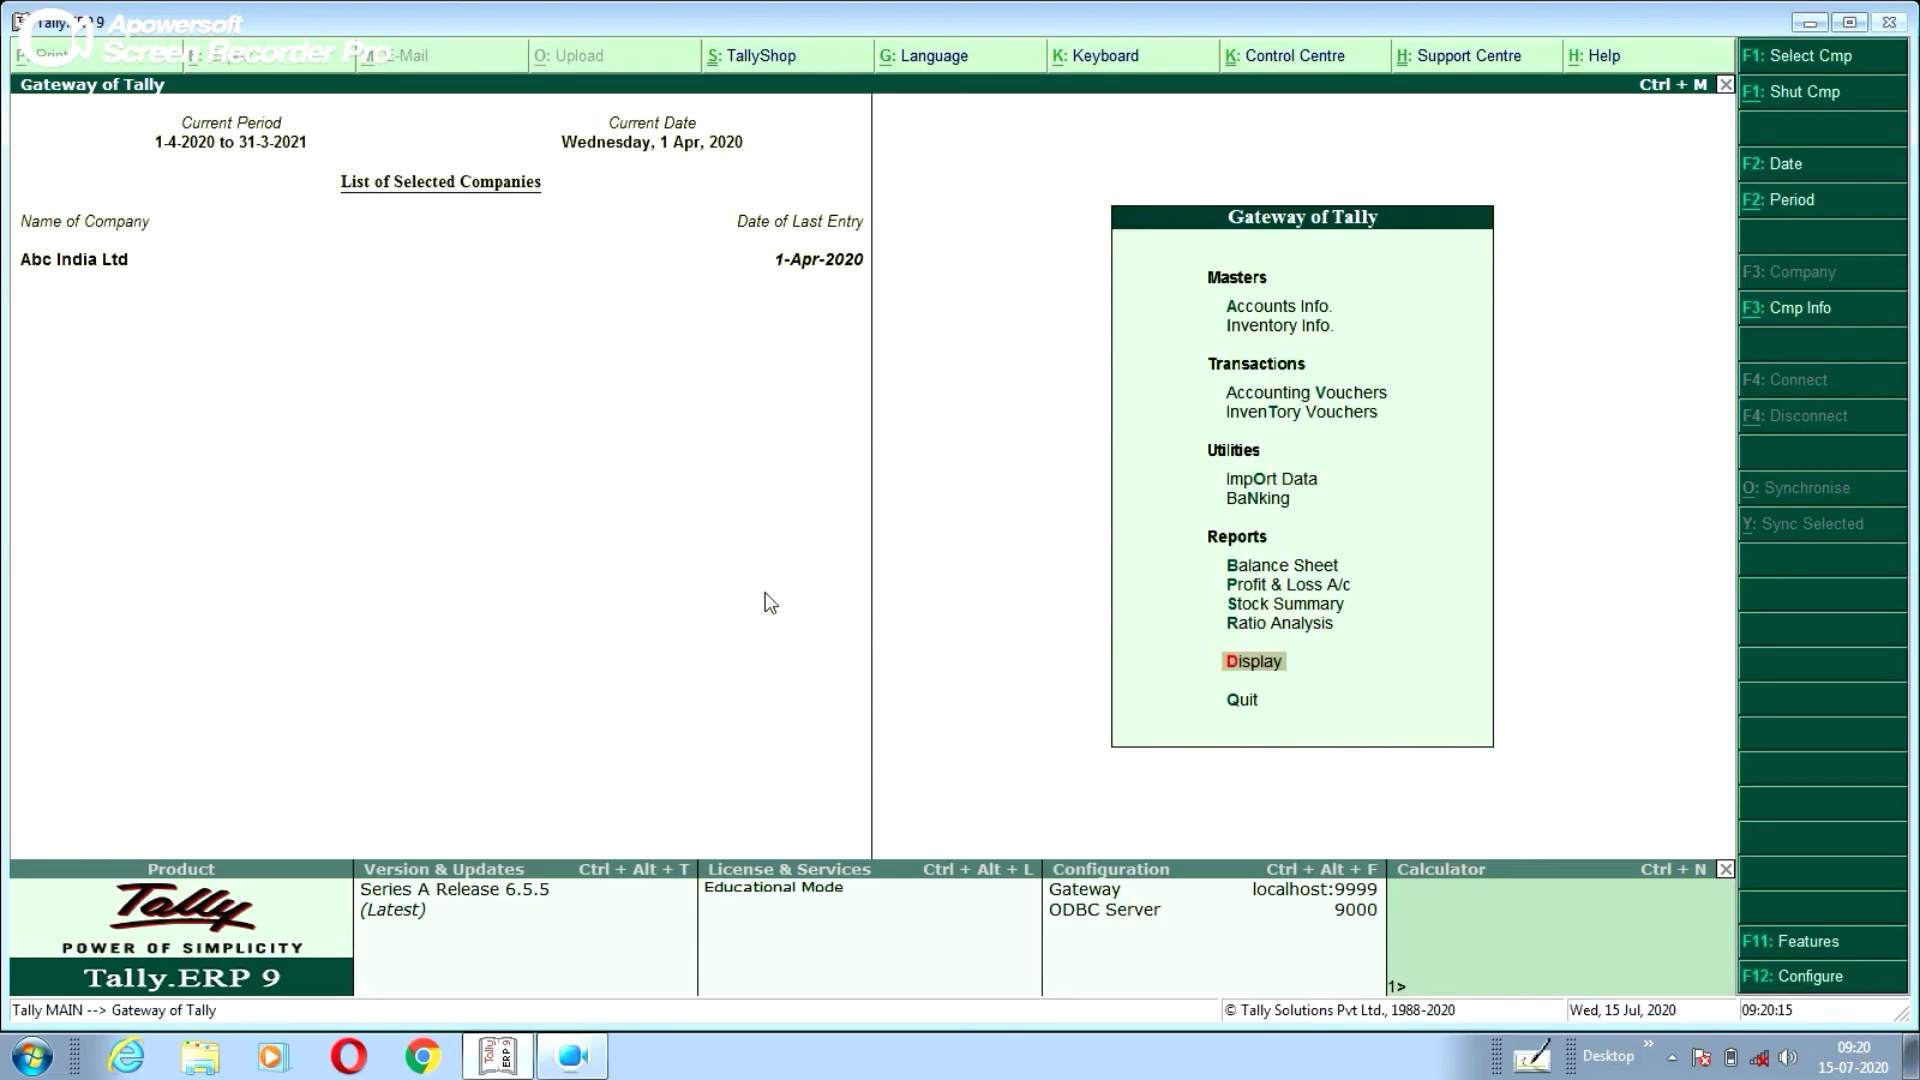 Tally.ERP 9
Apowersoft
Screen Recorder Pro
P: Print
E-Mail
O: Upload
S: TallyShop
G: Language
K: Keyboard
K: Control Centre
H: Support Centre
H: Help
Gateway of Tally
Ctrl + M
Current Period
1-4-2020 to 31-3-2021
Current Date
Wednesday, 1 Apr, 2020
List of Selected Companies
Name of Company
Date of Last Entry
Abc India Ltd
1-Apr-2020
Gateway of Tally
Masters
Accounts Info.
Inventory Info.
Transactions
Accounting Vouchers
InvenTory Vouchers
Utilities
ImpOrt Data
BaNking
Reports
Balance Sheet
Profit & Loss A/c
Stock Summary
Ratio Analysis
Display
Quit
F1: Select Cmp
F1: Shut Cmp
F2: Date
F2: Period
F3: Company
F3: Cmp Info
F4: Connect
F4: Disconnect
O: Synchronise
Y: Sync Selected
F11: Features
F12: Configure
Product
Tally
POWER OF SIMPLICITY
Tally.ERP 9
Version & Updates
Ctrl + Alt + T
Series A Release 6.5.5
(Latest)
License & Services
Ctrl + Alt + L
Educational Mode
Configuration
Ctrl + Alt + F
Gateway
localhost:9999
ODBC Server
9000
Calculator
Ctrl + N
1>
Tally MAIN --> Gateway of Tally
© Tally Solutions Pvt Ltd., 1988-2020
Wed, 15 Jul, 2020
09:20:15
Tally
ERP 9
Desktop
09:20
15-07-2020